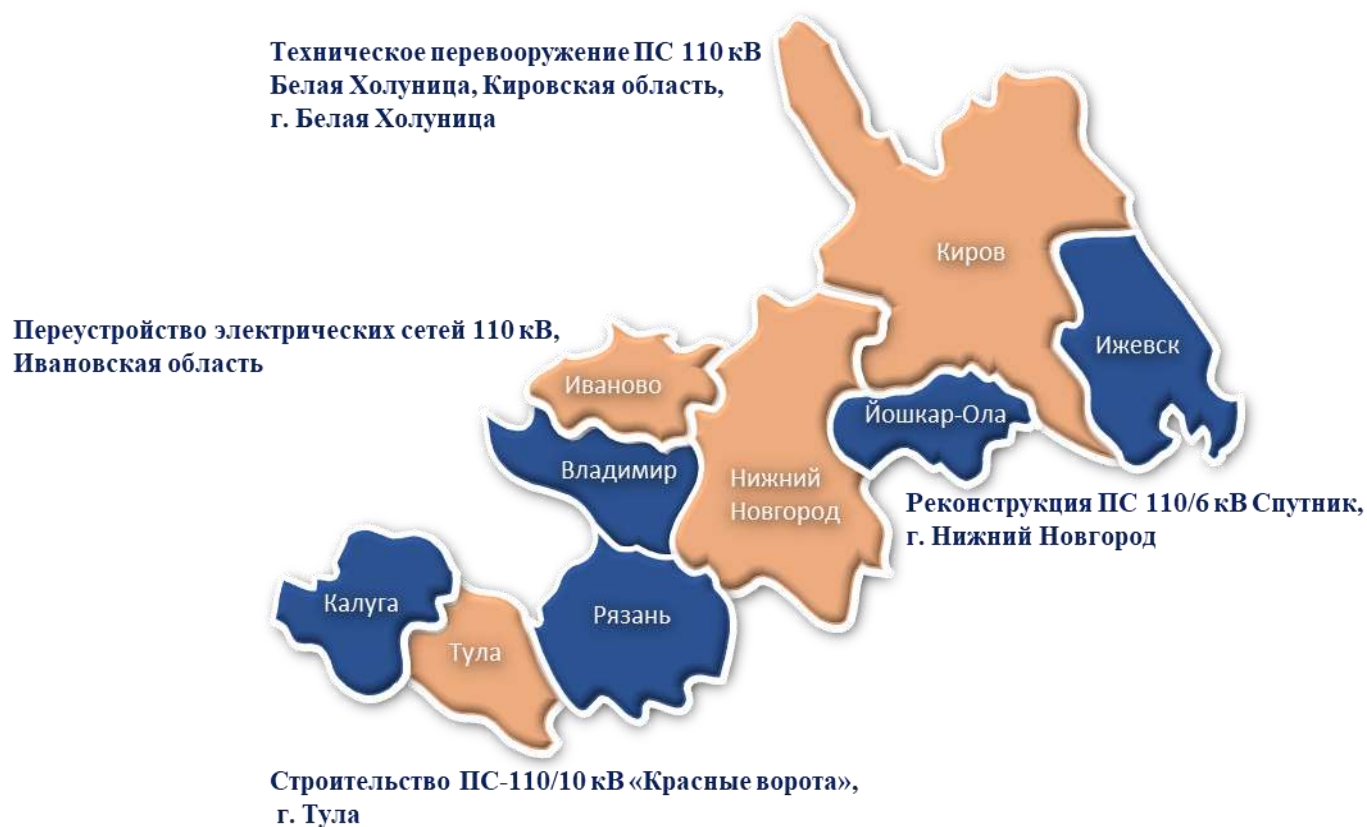 Техническое перевооружение ПС 110 кВ
Белая Холуница, Кировская область,
г. Белая Холуница
Киров
Ижевск
Переустройство электрических сетей 110 кВ,
Ивановская область
Иваново
Йошкар-Ола
Владимир
Нижний
Новгород
Реконструкция ПС 110/6 кВ Спутник,
г. Нижний Новгород
Калуга
Рязань
Тула
Строительство ПС-110/10 кВ «Красные ворота»,
г. Тула